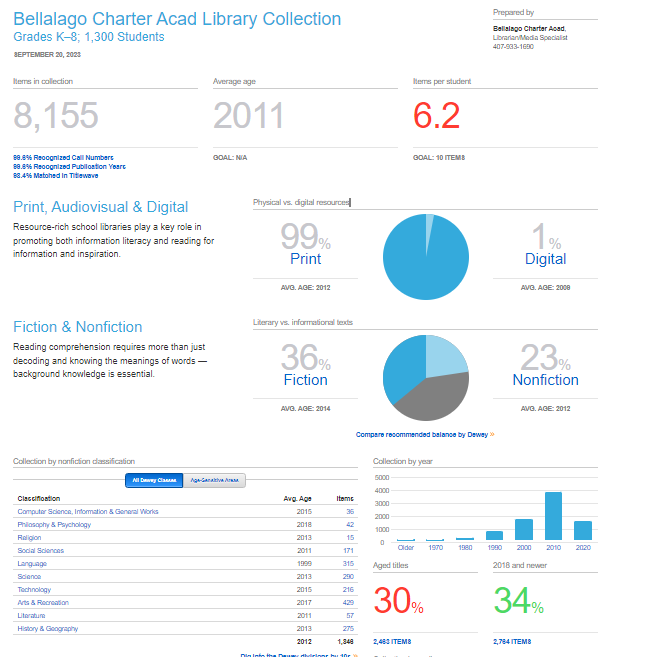 Bellalago Charter Acad Library Collection
Grades K–8; 1,300 Students
SEPTEMBER 20, 2023
Prepared by
Bellalago Charter Acad,
Librarian/Media Specialist
407-933-1690
Items in collection
8,155
99.6% Recognized Call Numbers
99.6% Recognized Publication Years
93.4% Matched in Titlewave
Average age
2011
GOAL: N/A
Items per student
6.2
GOAL: 10 ITEMS
Print, Audiovisual & Digital
Resource-rich school libraries play a key role in
promoting both information literacy and reading for
information and inspiration.
Physical vs. digital resources
99%
Print
AVG. AGE: 2012
1%
Digital
AVG. AGE: 2009
Fiction & Nonfiction
Reading comprehension requires more than just
decoding and knowing the meanings of words —
background knowledge is essential.
Literary vs. informational texts
36%
Fiction
AVG. AGE: 2014
23%
Nonfiction
AVG. AGE: 2012
Compare recommended balance by Dewey »
Collection by nonfiction classification
All Dewey Classes Age-Sensitive Areas
Classification Avg. Age Items
Computer Science, Information & General Works 2015 36
Philosophy & Psychology 2018 42
Religion 2013 15
Social Sciences 2011 171
Language 1999 315
Science 2013 290
Technology 2015 216
Arts & Recreation 2017 429
Literature 2011 57
History & Geography 2013 275
2012 1,846
Dig into the Dewey divisions by 10s »
Collection by year
5000
4000
3000
2000
1000
0
Older 1970 1980 1990 2000 2010 2020
Aged titles
30%
2,463 ITEMS
2018 and newer
34%
2,764 ITEMS